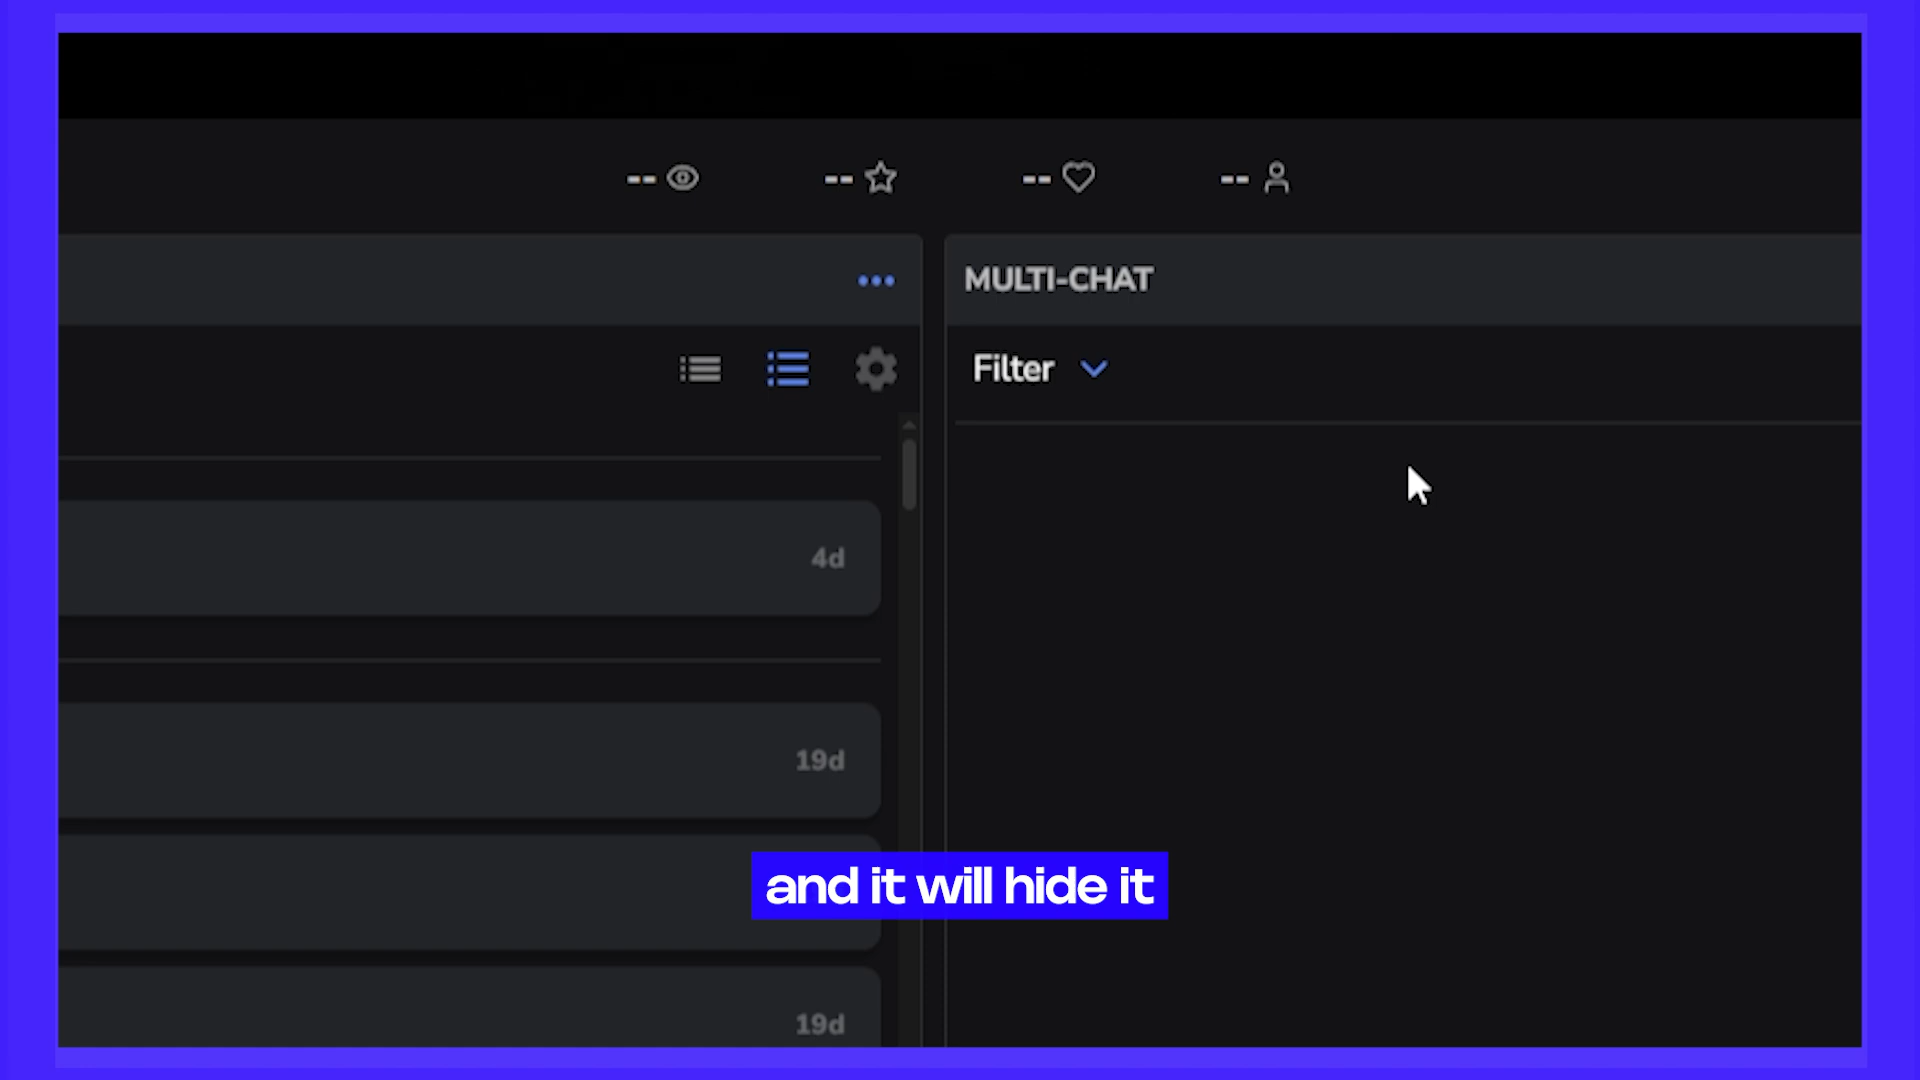 -- -- -- --
MULTI-CHAT
Filter
4d
19d
and it will hide it
19d